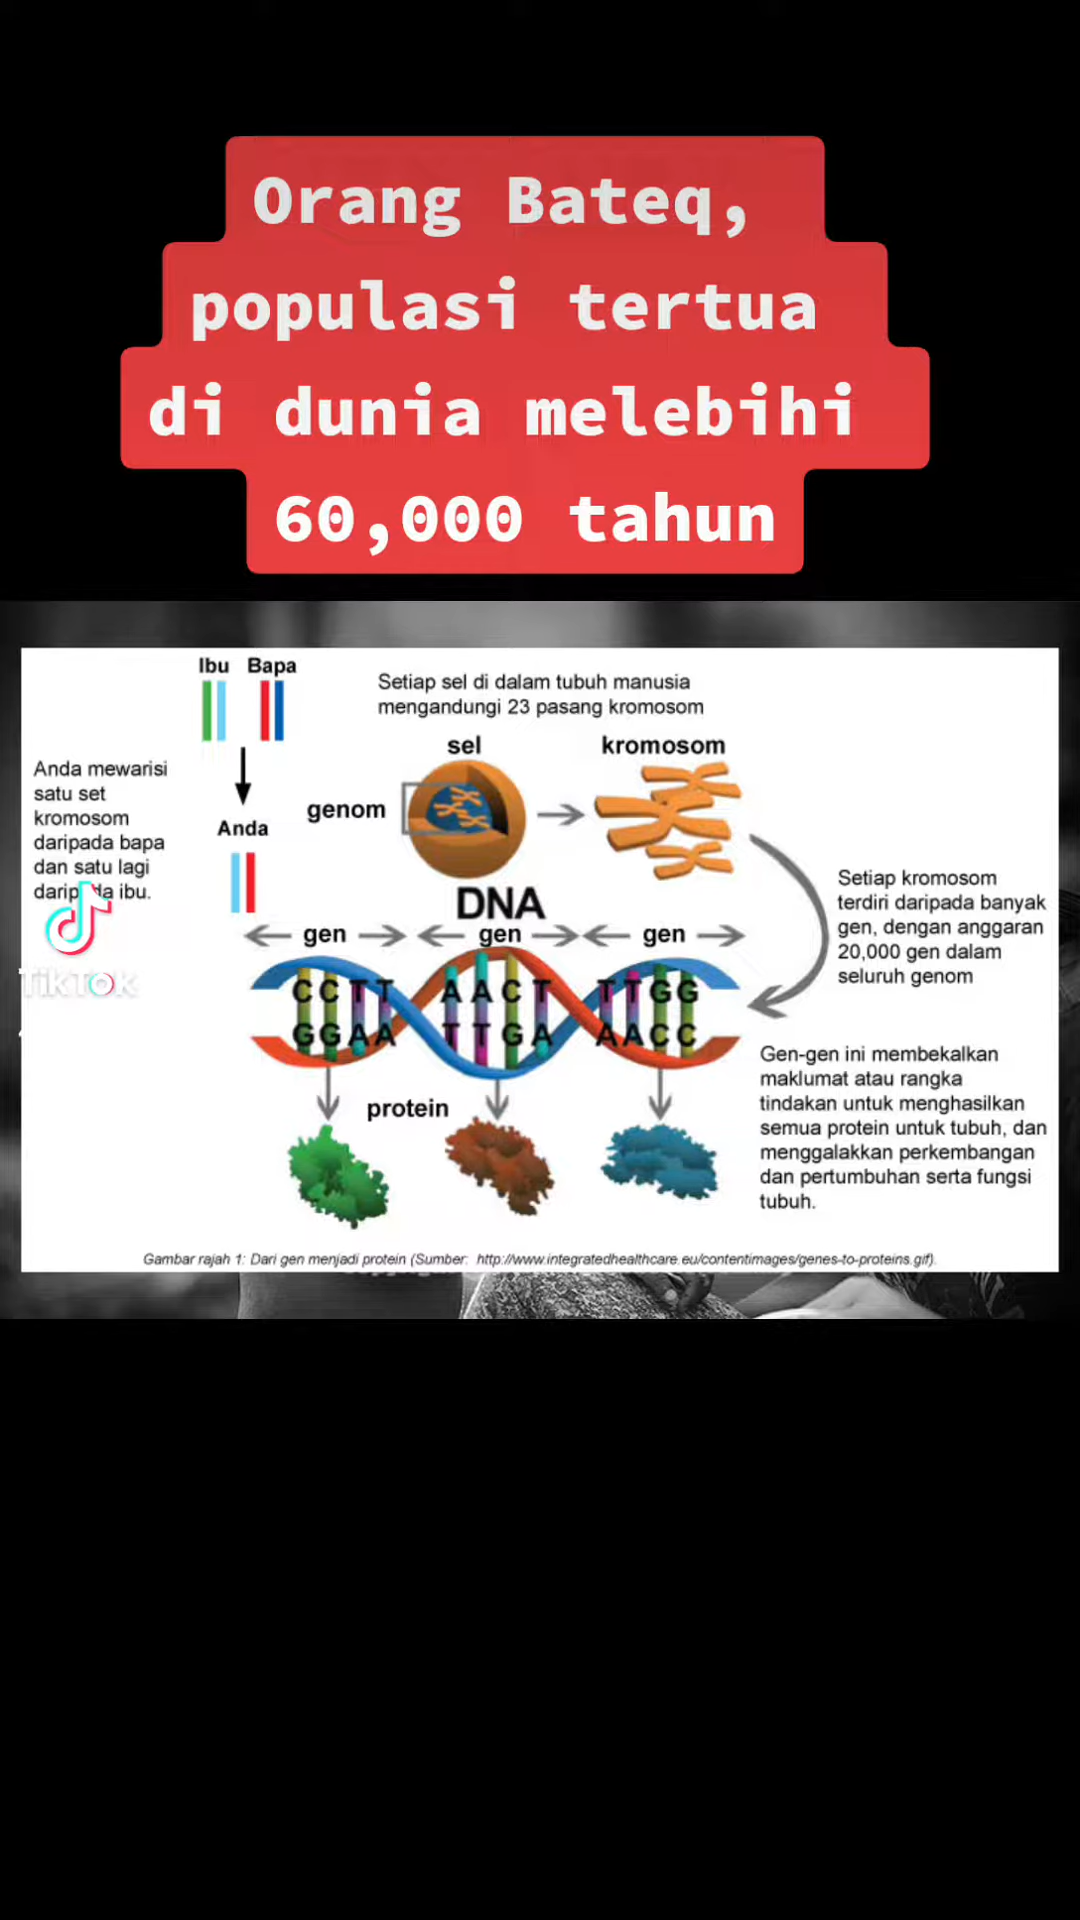 Orang Bateq,
populasi tertua
di dunia melebihi
60,000 tahun
Ibu Bapa
Setiap sel di dalam tubuh manusia
mengandungi 23 pasang kromosom
sel
kromosom
Anda mewarisi
satu set
kromosom
daripada bapa
dan satu lagi
daripada ibu.
genom
Anda
DNA
gen
gen
gen
Setiap kromosom
terdiri daripada banyak
gen, dengan anggaran
20,000 gen dalam
seluruh genom
TikTok
CCTT AACT TTGG
GGAA TTGA AACC
Gen-gen ini membekalkan
maklumat atau rangka
tindakan untuk menghasilkan
semua protein untuk tubuh, dan
menggalakkan perkembangan
dan pertumbuhan serta fungsi
tubuh.
protein
Gambar rajah 1: Dari gen menjadi protein (Sumber: http://www.integratedhealthcare.eu/contentimages/genes-to-proteins.gif).